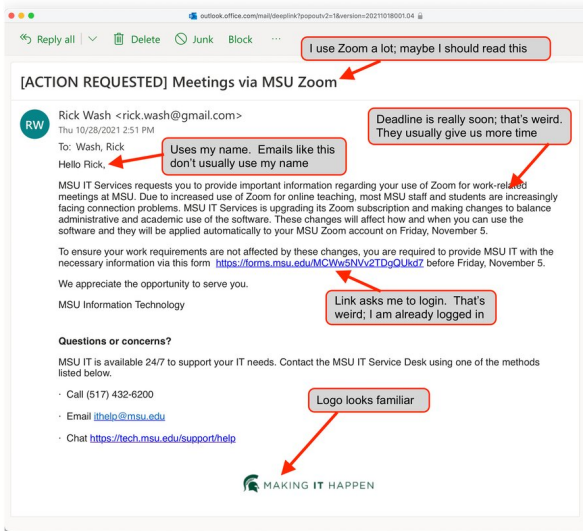 outlook.office.com/mail/deeplink?popoutv2=1&version=20211018001.04
Reply all Delete Junk Block ...
I use Zoom a lot; maybe I should read this
[ACTION REQUESTED] Meetings via MSU Zoom
RW
Rick Wash <rick.wash@gmail.com>
Thu 10/28/2021 2:51 PM
To: Wash, Rick
Deadline is really soon; that's weird.
They usually give us more time
Uses my name. Emails like this
don't usually use my name
Hello Rick,
MSU IT Services requests you to provide important information regarding your use of Zoom for work-related
meetings at MSU. Due to increased use of Zoom for online teaching, most MSU staff and students are increasingly
facing connection problems. MSU IT Services is upgrading its Zoom subscription and making changes to balance
administrative and academic use of the software. These changes will affect how and when you can use the
software and they will be applied automatically to your MSU Zoom account on Friday, November 5.
To ensure your work requirements are not affected by these changes, you are required to provide MSU IT with the
necessary information via this form https://forms.msu.edu/MCWw5NVv2TDgQUkd7 before Friday, November 5.
We appreciate the opportunity to serve you.
MSU Information Technology
Link asks me to login. That's
weird; I am already logged in
Questions or concerns?
MSU IT is available 24/7 to support your IT needs. Contact the MSU IT Service Desk using one of the methods
listed below.
· Call (517) 432-6200
· Email ithelp@msu.edu
· Chat https://tech.msu.edu/support/help
Logo looks familiar
MAKING IT HAPPEN